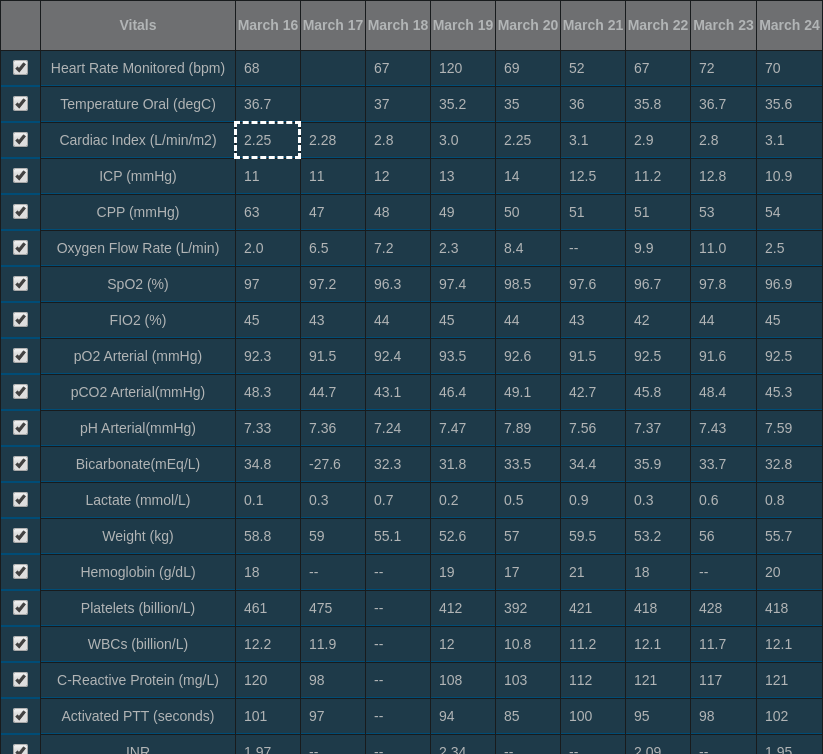 Vitals March 16 March 17 March 18 March 19 March 20 March 21 March 22 March 23 March 24
Heart Rate Monitored (bpm) 68 67 120 69 52 67 72 70
Temperature Oral (degC) 36.7 37 35.2 35 36 35.8 36.7 35.6
Cardiac Index (L/min/m2) 2.25 2.28 2.8 3.0 2.25 3.1 2.9 2.8 3.1
ICP (mmHg) 11 11 12 13 14 12.5 11.2 12.8 10.9
CPP (mmHg) 63 47 48 49 50 51 51 53 54
Oxygen Flow Rate (L/min) 2.0 6.5 7.2 2.3 8.4 -- 9.9 11.0 2.5
SpO2 (%) 97 97.2 96.3 97.4 98.5 97.6 96.7 97.8 96.9
FIO2 (%) 45 43 44 45 44 43 42 44 45
pO2 Arterial (mmHg) 92.3 91.5 92.4 93.5 92.6 91.5 92.5 91.6 92.5
pCO2 Arterial(mmHg) 48.3 44.7 43.1 46.4 49.1 42.7 45.8 48.4 45.3
pH Arterial(mmHg) 7.33 7.36 7.24 7.47 7.89 7.56 7.37 7.43 7.59
Bicarbonate(mEq/L) 34.8 -27.6 32.3 31.8 33.5 34.4 35.9 33.7 32.8
Lactate (mmol/L) 0.1 0.3 0.7 0.2 0.5 0.9 0.3 0.6 0.8
Weight (kg) 58.8 59 55.1 52.6 57 59.5 53.2 56 55.7
Hemoglobin (g/dL) 18 -- -- 19 17 21 18 -- 20
Platelets (billion/L) 461 475 -- 412 392 421 418 428 418
WBCs (billion/L) 12.2 11.9 -- 12 10.8 11.2 12.1 11.7 12.1
C-Reactive Protein (mg/L) 120 98 -- 108 103 112 121 117 121
Activated PTT (seconds) 101 97 -- 94 85 100 95 98 102
INR 1.97 -- -- 2.34 -- -- 2.09 -- 1.95